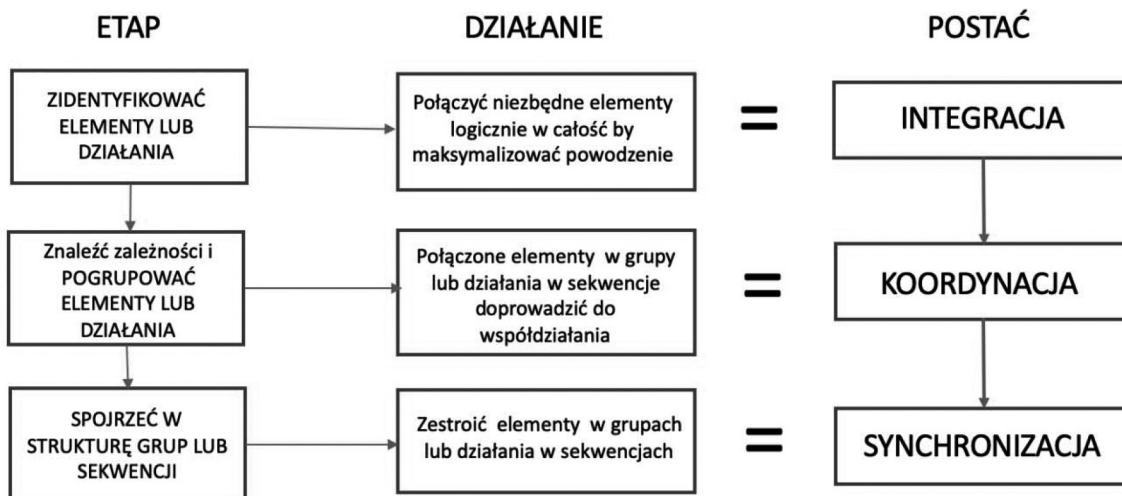 ETAP
DZIAŁANIE
POSTAĆ
ZIDENTYFIKOWAĆ
ELEMENTY LUB
DZIAŁANIA
Połączyć niezbędne elementy
logicznie w całość by
maksymalizować powodzenie
=
INTEGRACJA
Znaleźć zależności i
POGRUPOWAĆ
ELEMENTY LUB
DZIAŁANIA
Połączone elementy w grupy
lub działania w sekwencje
doprowadzić do
współdziałania
=
KOORDYNACJA
SPOJRZEĆ W
STRUKTURĘ GRUP LUB
SEKWENCJI
Zestroić elementy w grupach
lub działania w sekwencjach
=
SYNCHRONIZACJA